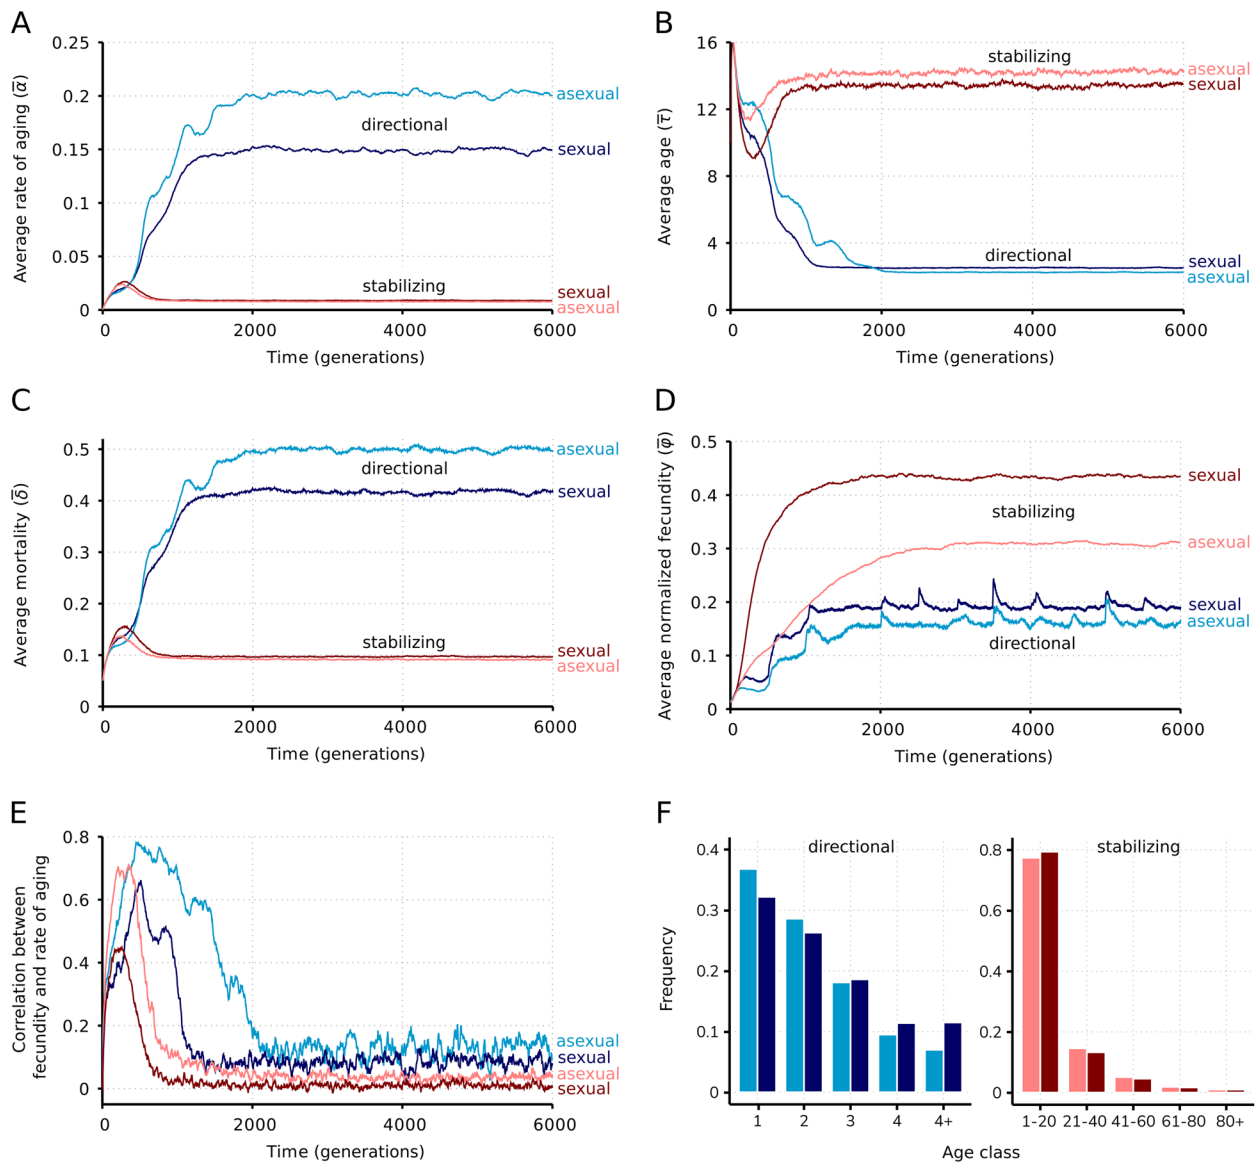 A
0.25
0.2
0.15
0.1
0.05
0
Average rate of aging (α̅)
asexual
directional
sexual
stabilizing
sexual
asexual
0
2000
4000
6000
Time (generations)
B
16
12
8
4
0
Average age (τ̅)
stabilizing
asexual
sexual
directional
sexual
asexual
0
2000
4000
6000
Time (generations)
C
0.5
0.4
0.3
0.2
0.1
0
Average mortality (δ̅)
asexual
directional
sexual
stabilizing
sexual
asexual
0
2000
4000
6000
Time (generations)
D
0.5
0.4
0.3
0.2
0.1
0
Average normalized fecundity (φ̅)
sexual
stabilizing
asexual
sexual
asexual
directional
0
2000
4000
6000
Time (generations)
E
0.8
0.6
0.4
0.2
0
Correlation between
fecundity and rate of aging
asexual
sexual
asexual
sexual
0
2000
4000
6000
Time (generations)
F
0.4
0.3
0.2
0.1
0
Frequency
directional
1
2
3
4
4+
0.8
0.6
0.4
0.2
0
stabilizing
1-20
21-40
41-60
61-80
80+
Age class